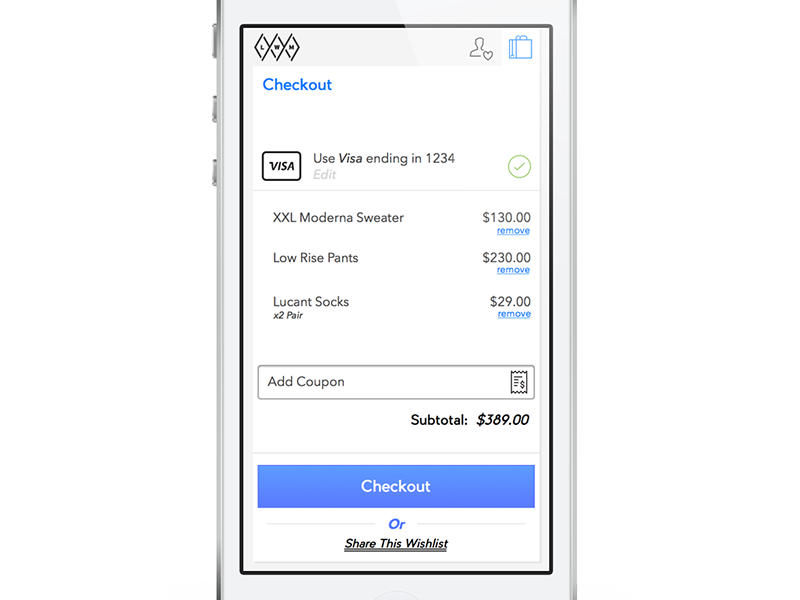 LWM
Checkout
VISA
Use Visa ending in 1234
Edit
XXL Moderna Sweater $130.00
remove
Low Rise Pants $230.00
remove
Lucant Socks $29.00
x2 Pair remove
Add Coupon $
Subtotal: $389.00
Checkout
Or
Share This Wishlist